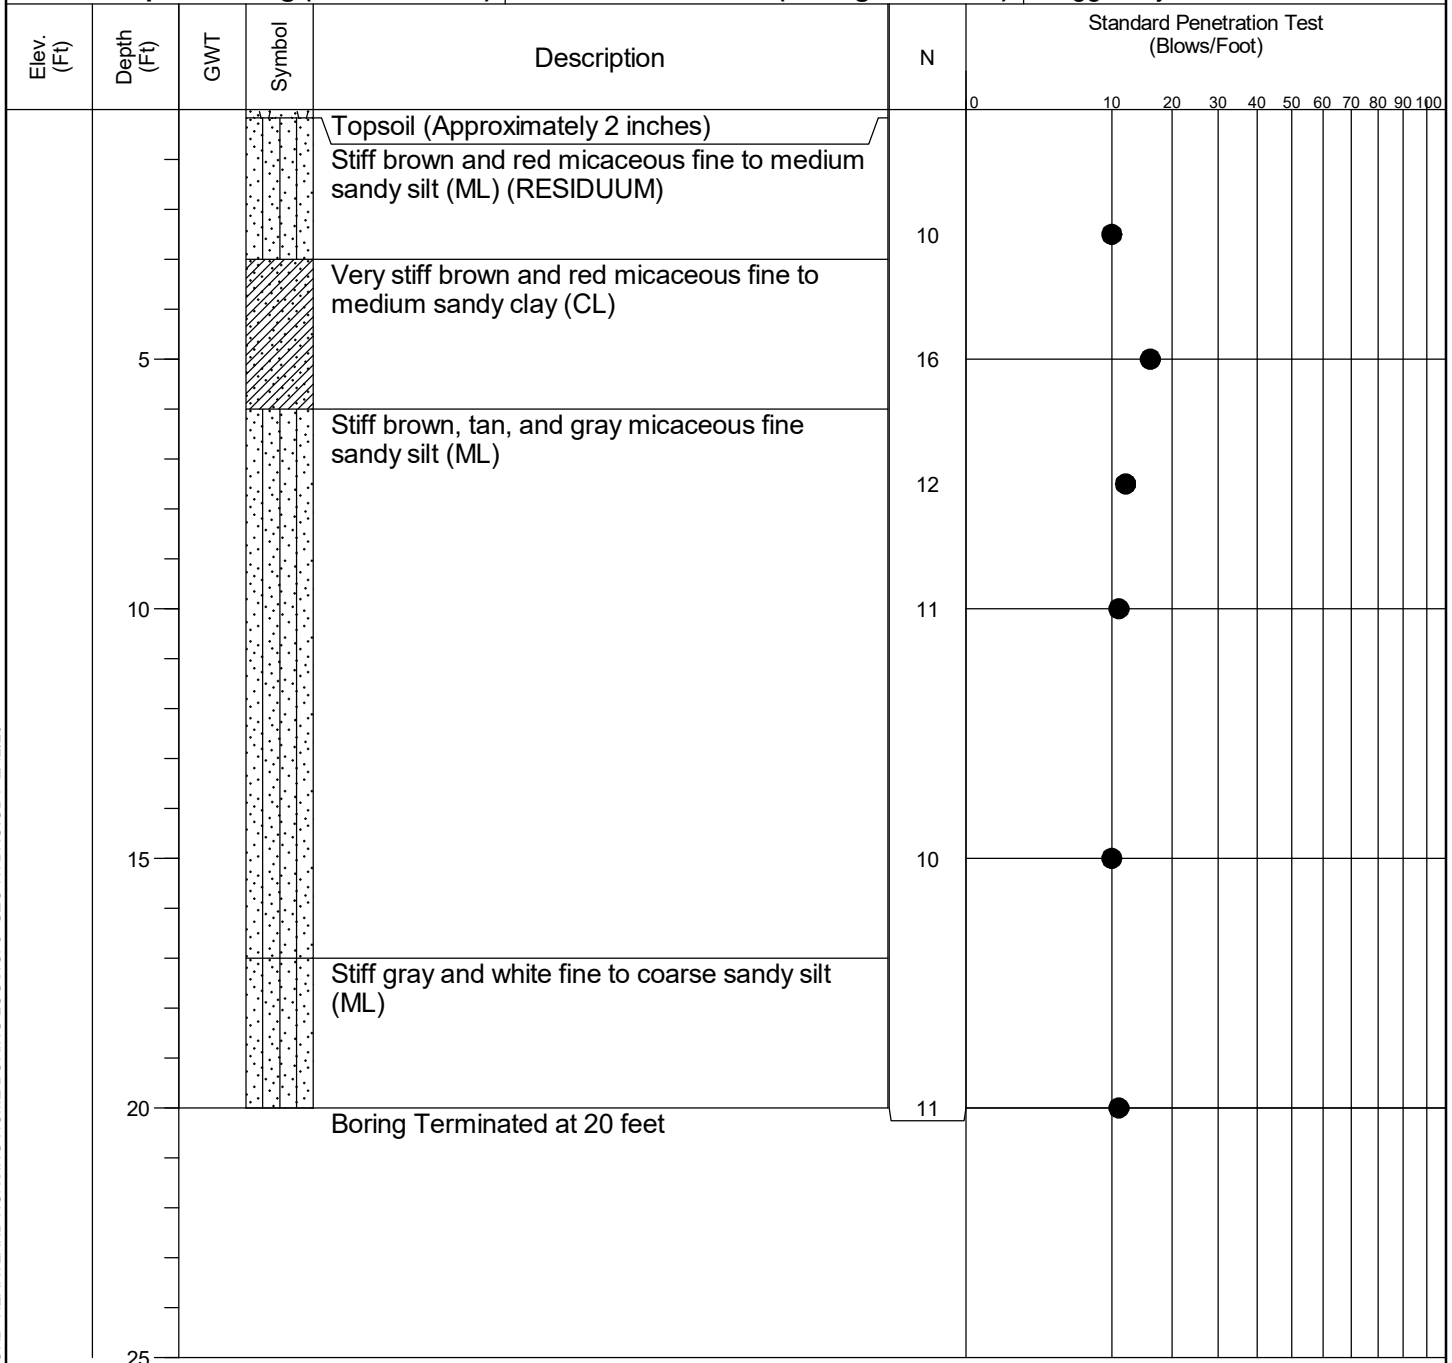 Elev.
(Ft)
Depth
(Ft)
GWT
Symbol
Description
N
Standard Penetration Test
(Blows/Foot)
0 10 20 30 40 50 60 70 80 90 100
Topsoil (Approximately 2 inches)
Stiff brown and red micaceous fine to medium
sandy silt (ML) (RESIDUUM)
10
Very stiff brown and red micaceous fine to
medium sandy clay (CL)
5 16
Stiff brown, tan, and gray micaceous fine
sandy silt (ML)
12
10 11
15 10
Stiff gray and white fine to coarse sandy silt
(ML)
20 11
Boring Terminated at 20 feet
25